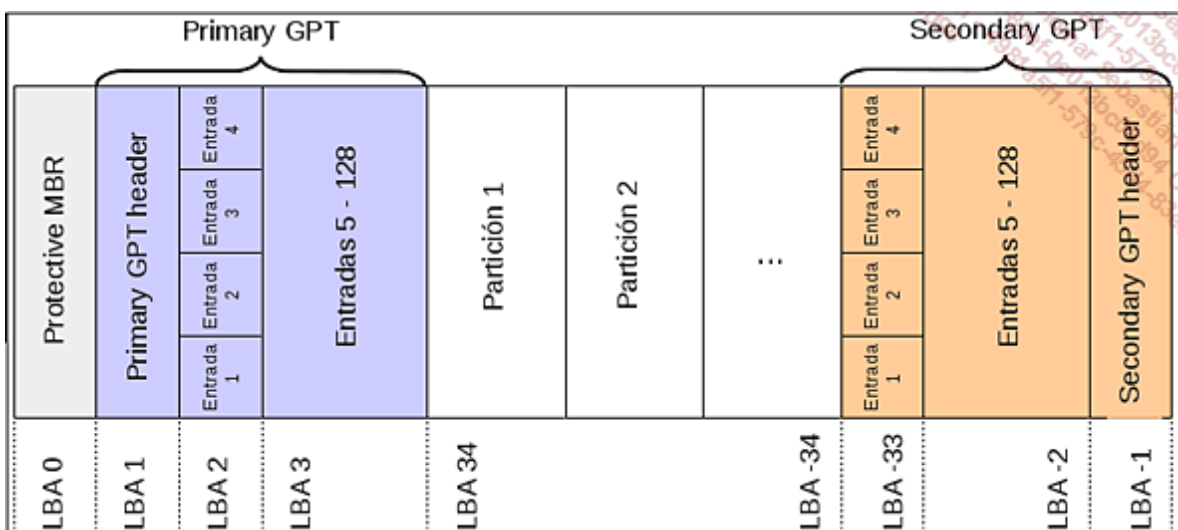 Primary GPT
Secondary GPT
Protective MBR
Primary GPT header
Entrada 4
Entrada 3
Entrada 2
Entrada 1
Entradas 5 - 128
Partición 1
Partición 2
...
Entrada 4
Entrada 3
Entrada 2
Entrada 1
Entradas 5 - 128
Secondary GPT header
LBA 0
LBA 1
LBA 2
LBA 3
LBA 34
LBA -34
LBA -33
LBA -2
LBA -1